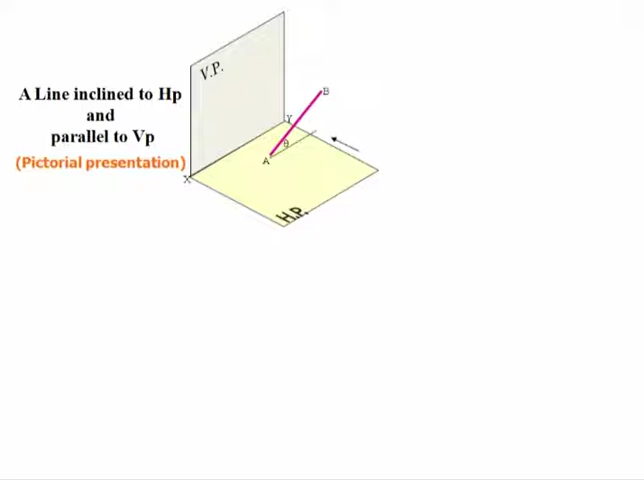 V.P.
A Line inclined to Hp
and
parallel to Vp
(Pictorial presentation)
B
Y
θ
A
X
H.P.